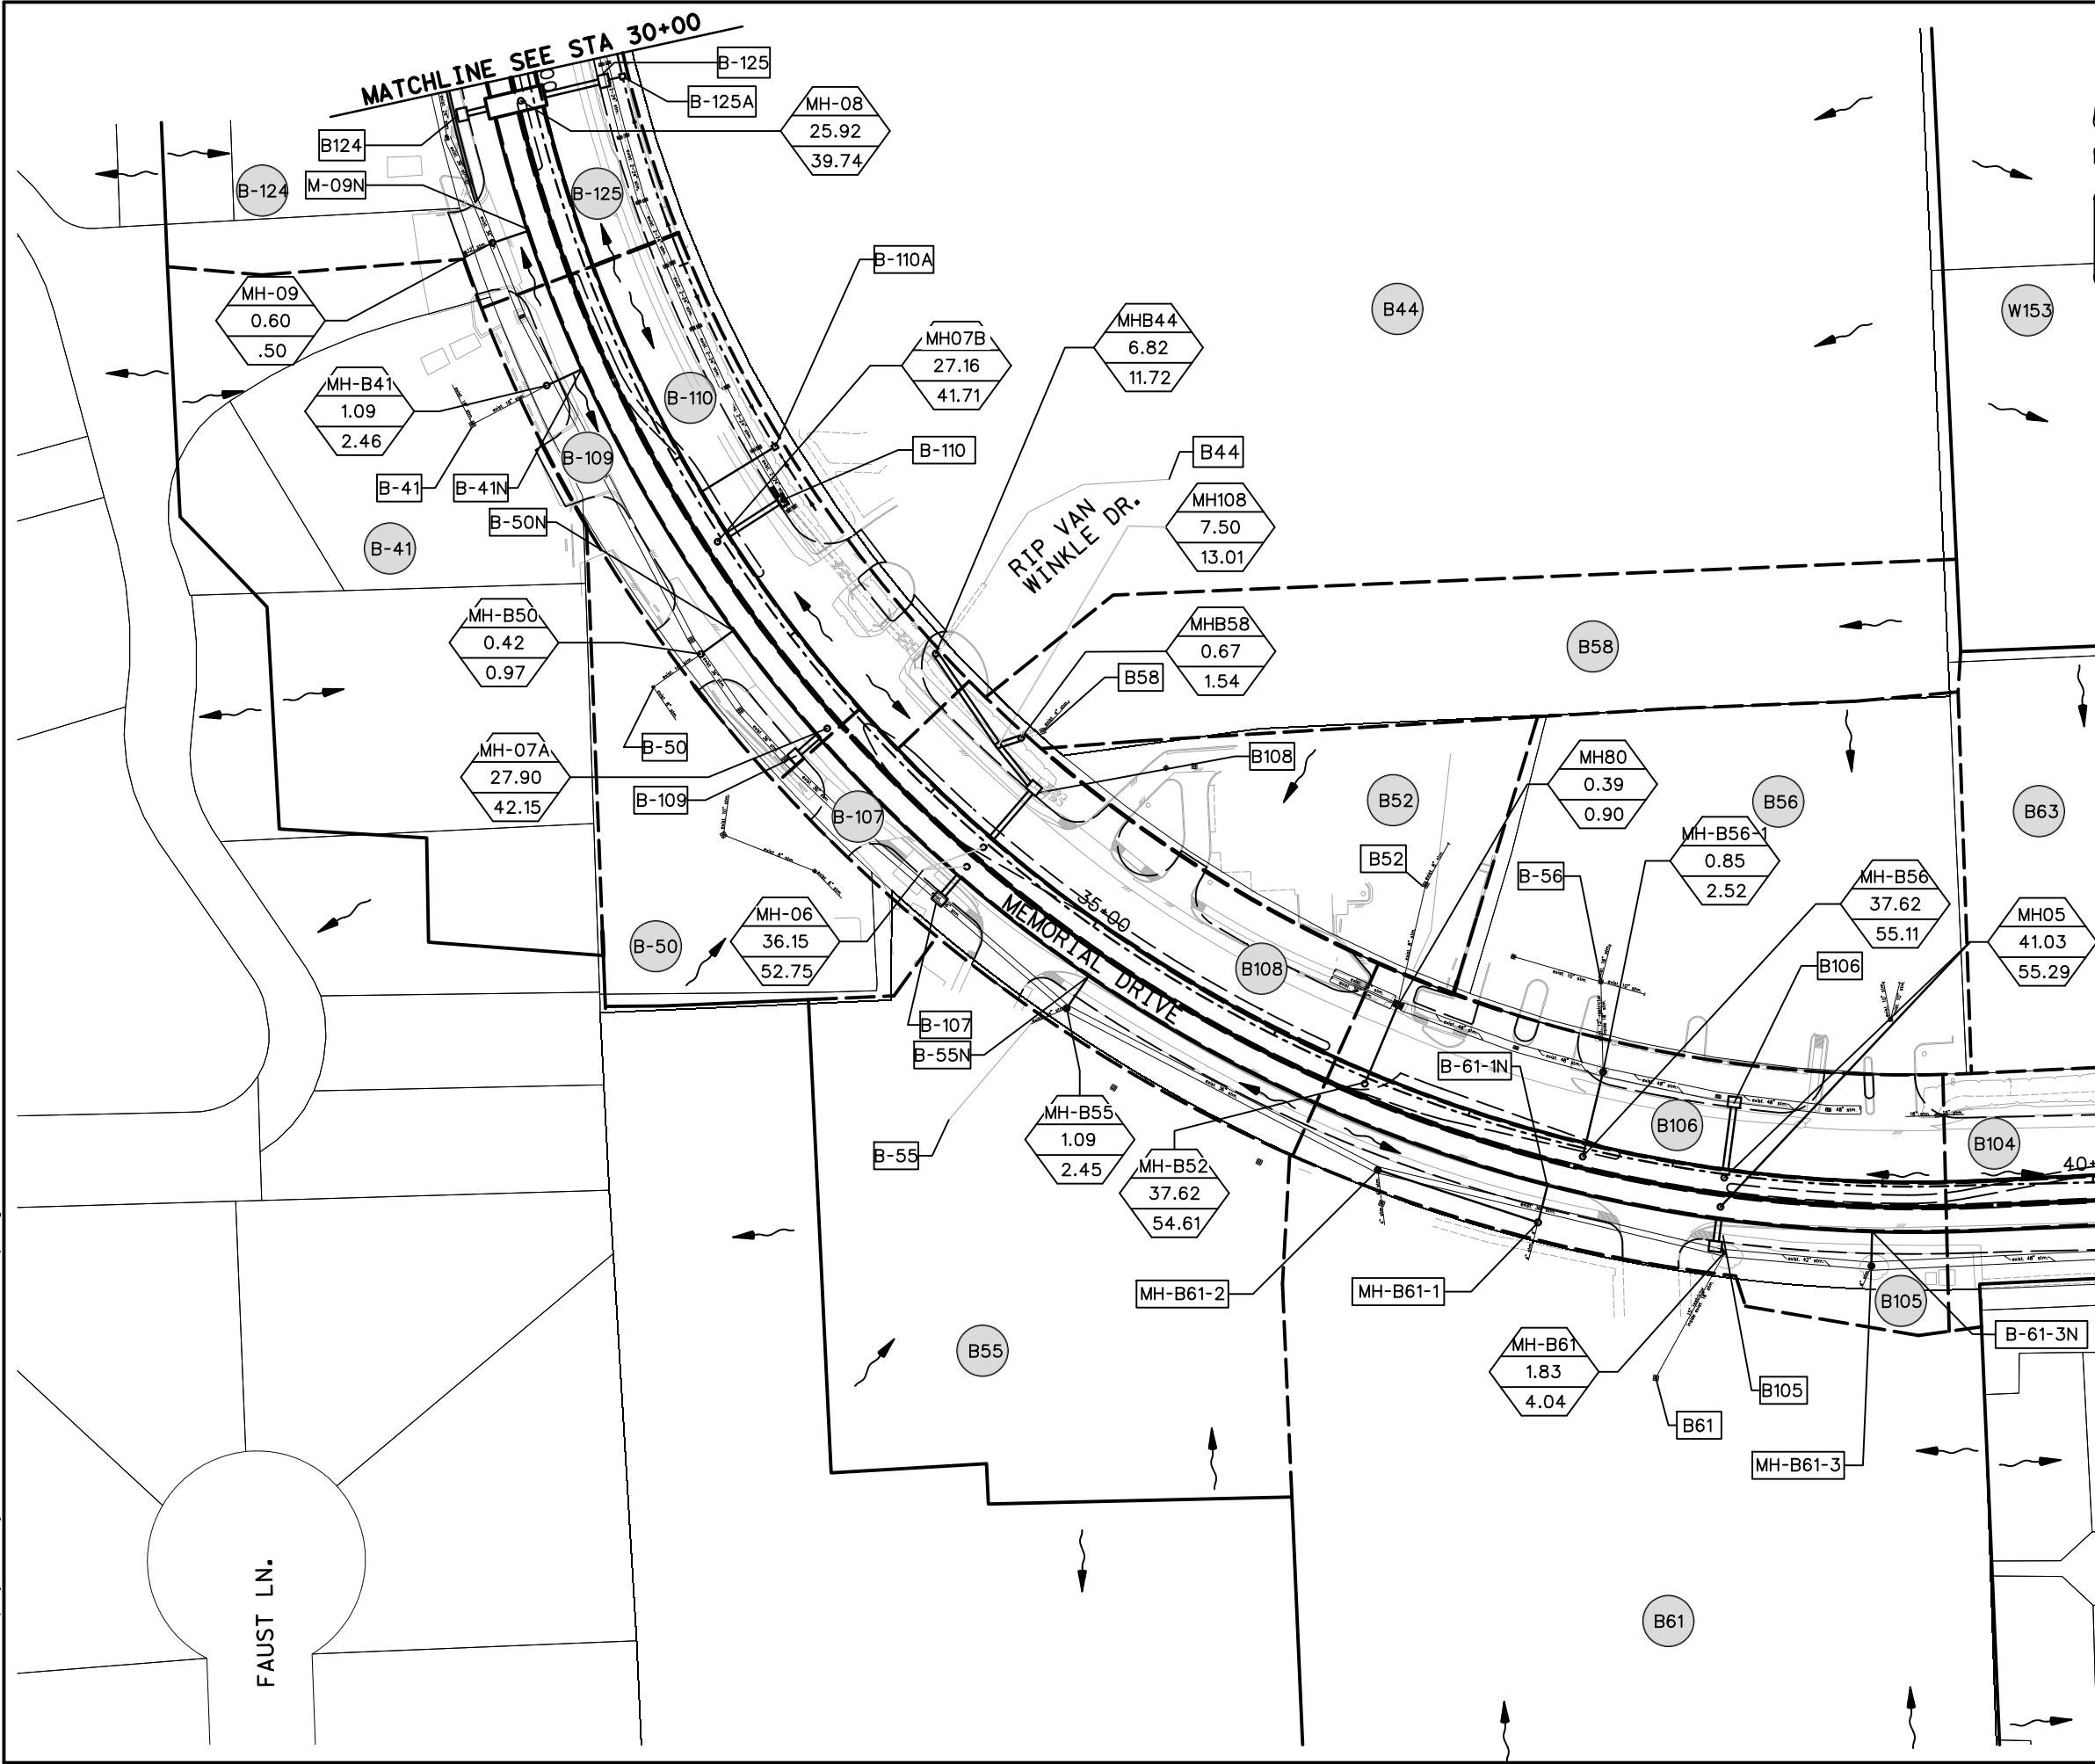 MATCHLINE SEE STA 30+00
B-125
B-125A
MH-08
25.92
39.74
B124
M-09N
B-124
B-125
B-110A
MH-09
0.60
.50
B44
W153
MHB44
6.82
11.72
MH07B
27.16
41.71
MH-B41
1.09
2.46
B-110
B-109
B-110
B44
B-41
B-41N
B-50N
B-41
MH108
7.50
13.01
RIP VAN
WINKLE DR.
MH-B50
0.42
0.97
MHB58
0.67
1.54
B58
B58
B-50
MH-07A
27.90
42.15
B-109
B-107
B108
B52
MH80
0.39
0.90
B56
B63
B52
B-56
MH-B56-1
0.85
2.52
MH-B56
37.62
55.11
MH05
41.03
55.29
B-50
MH-06
36.15
52.75
35+00
MEMORIAL DRIVE
B108
B106
B-107
B-55N
B-61-1N
MH-B55
1.09
2.45
B106
B104
B-55
MH-B52
37.62
54.61
40+
MH-B61-2
MH-B61-1
B105
B-61-3N
B55
MH-B61
1.83
4.04
B105
B61
MH-B61-3
FAUST LN.
B61